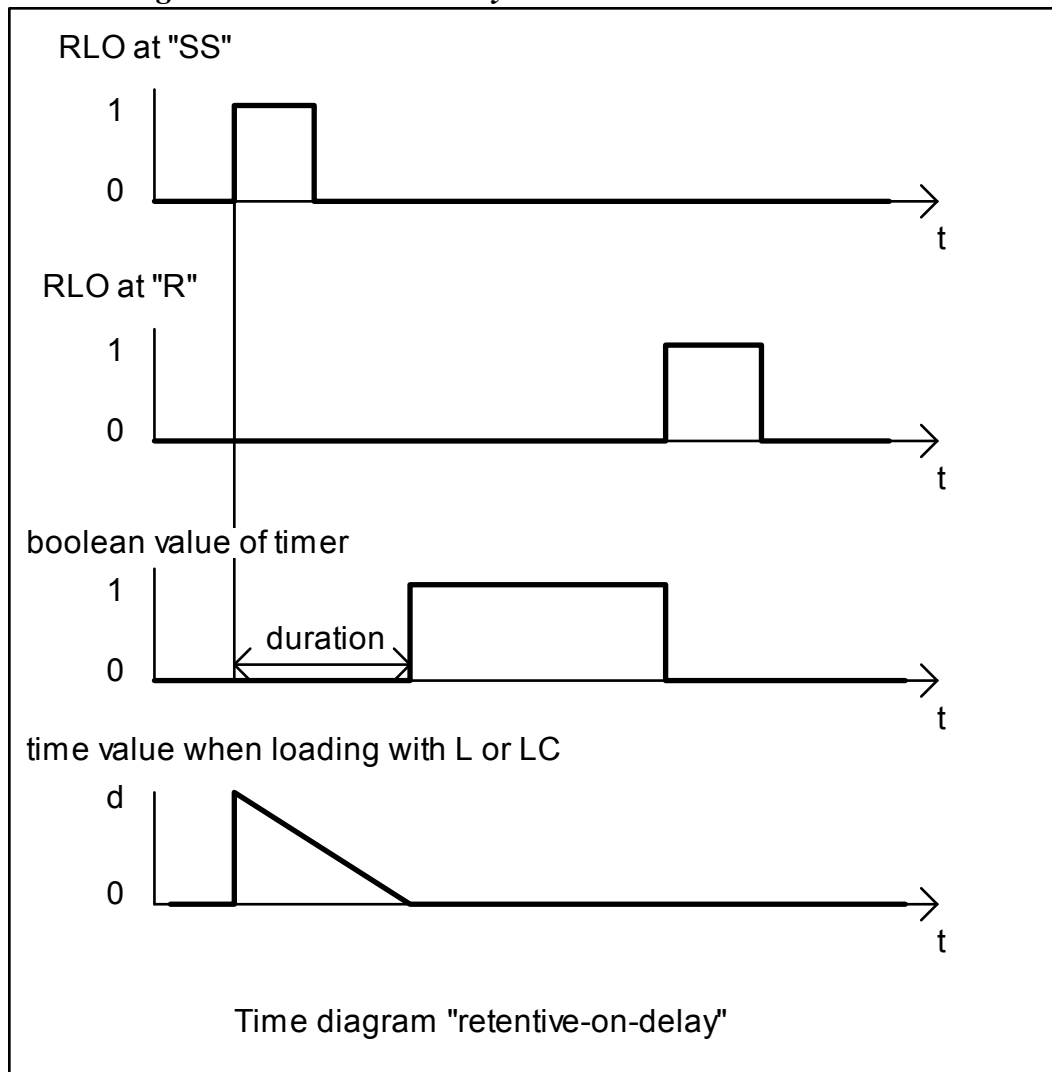 RLO at "SS"
1
0
t
RLO at "R"
1
0
t
boolean value of timer
1
duration
0
t
time value when loading with L or LC
d
0
t
Time diagram "retentive-on-delay"